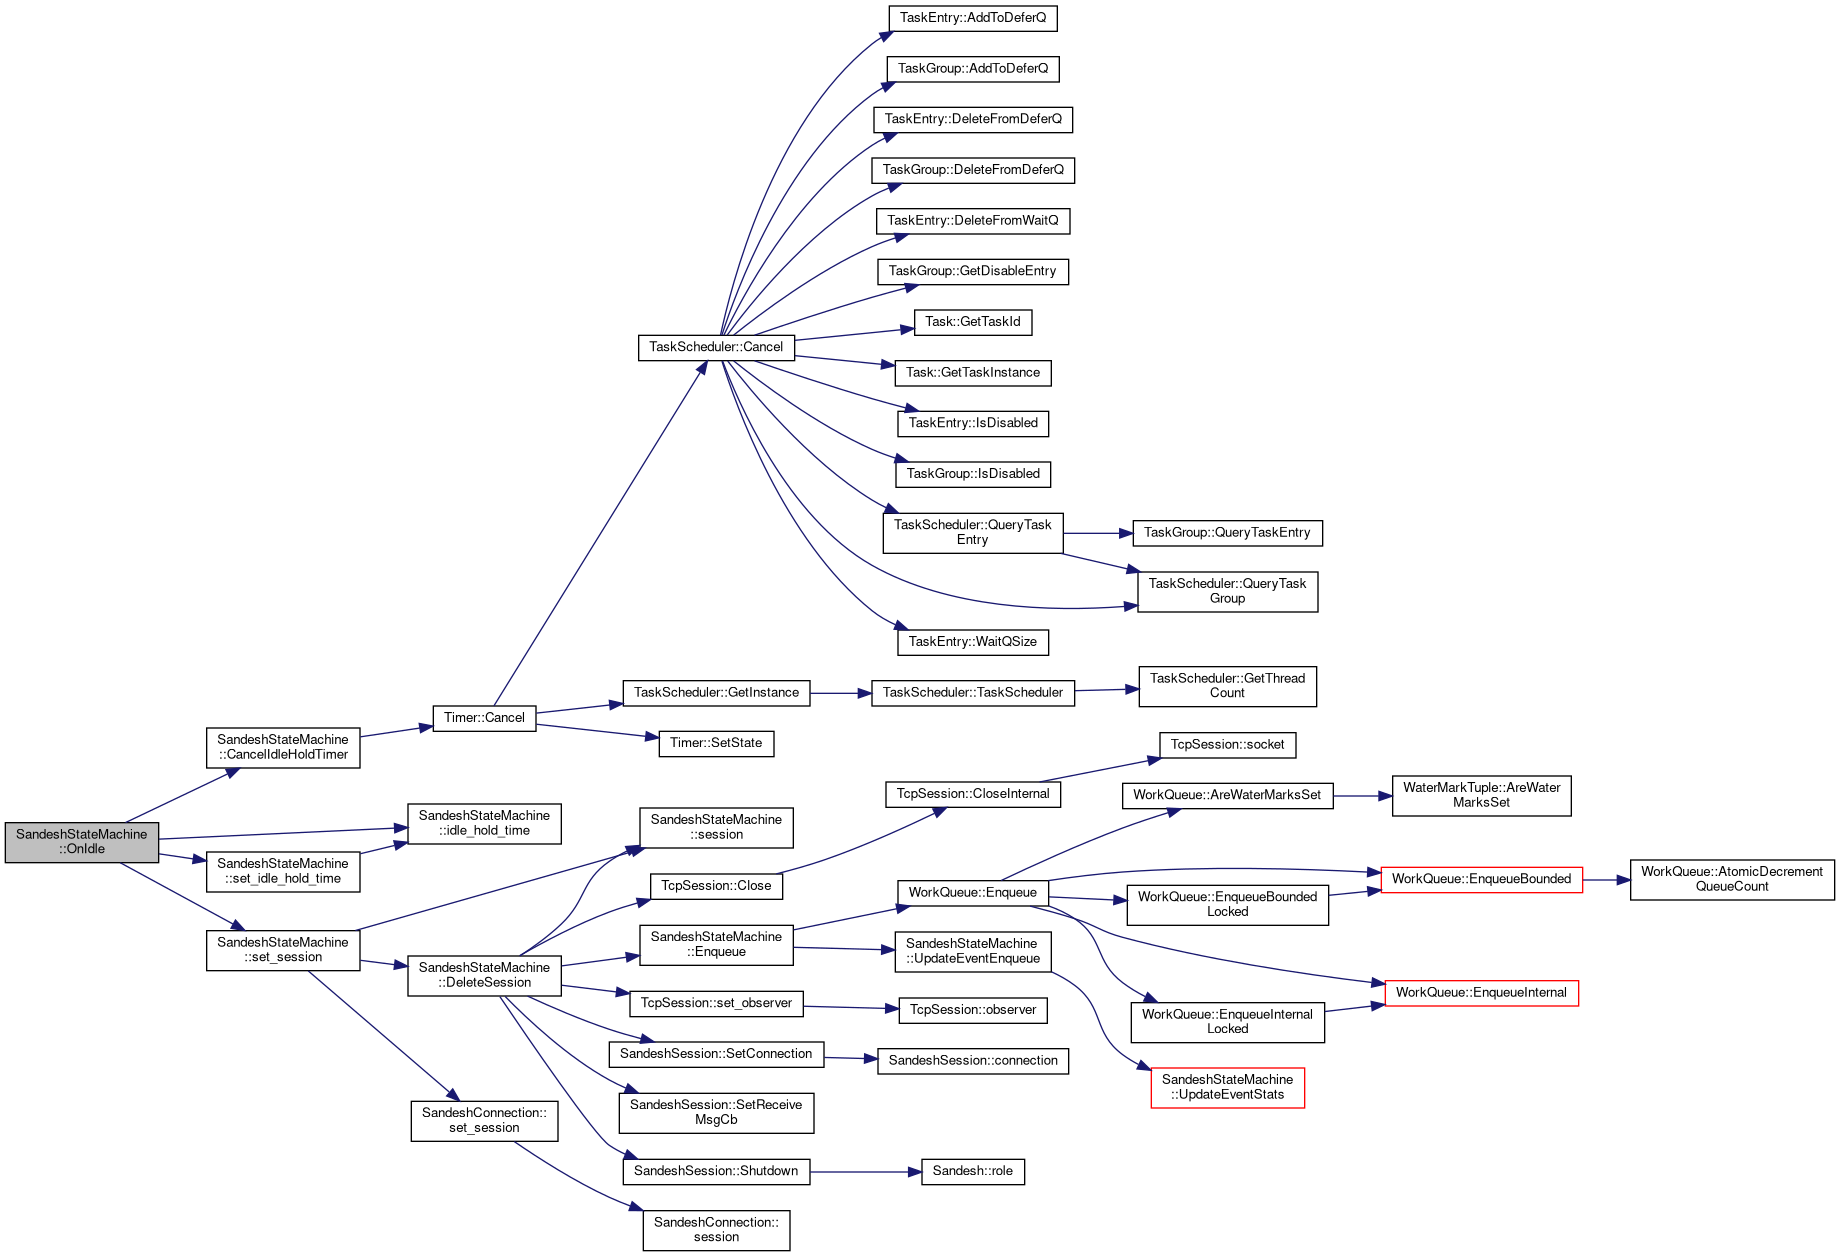 TaskEntry::AddToDeferQ
TaskGroup::AddToDeferQ
TaskEntry::DeleteFromDeferQ
TaskGroup::DeleteFromDeferQ
TaskEntry::DeleteFromWaitQ
TaskGroup::GetDisableEntry
Task::GetTaskId
TaskScheduler::Cancel
Task::GetTaskInstance
TaskEntry::IsDisabled
TaskGroup::IsDisabled
TaskScheduler::QueryTask
Entry
TaskGroup::QueryTaskEntry
TaskScheduler::QueryTask
Group
TaskEntry::WaitQSize
TaskScheduler::GetInstance
TaskScheduler::TaskScheduler
TaskScheduler::GetThread
Count
Timer::Cancel
Timer::SetState
SandeshStateMachine
::CancelIdleHoldTimer
TcpSession::socket
SandeshStateMachine
::OnIdle
SandeshStateMachine
::idle_hold_time
SandeshStateMachine
::set_idle_hold_time
SandeshStateMachine
::session
TcpSession::CloseInternal
WorkQueue::AreWaterMarksSet
WaterMarkTuple::AreWater
MarksSet
TcpSession::Close
WorkQueue::Enqueue
WorkQueue::EnqueueBounded
Locked
WorkQueue::EnqueueBounded
WorkQueue::AtomicDecrement
QueueCount
SandeshStateMachine
::set_session
SandeshStateMachine
::DeleteSession
SandeshStateMachine
::Enqueue
SandeshStateMachine
::UpdateEventEnqueue
TcpSession::set_observer
TcpSession::observer
WorkQueue::EnqueueInternal
Locked
WorkQueue::EnqueueInternal
SandeshSession::SetConnection
SandeshSession::connection
SandeshStateMachine
::UpdateEventStats
SandeshSession::SetReceive
MsgCb
SandeshConnection::
set_session
SandeshSession::Shutdown
Sandesh::role
SandeshConnection::
session